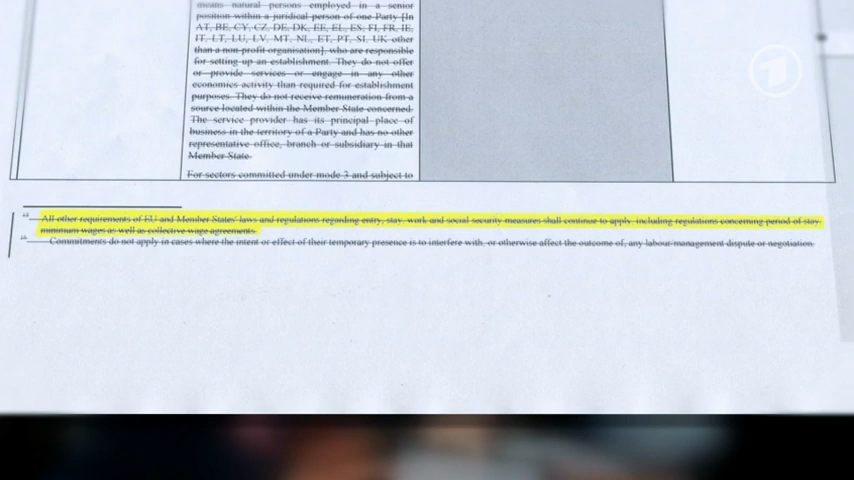 means natural persons employed in a senior
position within a juridical person of one Party [In
AT, BE, CY, CZ, DE, DK, EE, EL, ES, FI, FR, IE,
IT, LT, LU, LV, MT, NL, ET, PT, SI, UK other
than a non-profit organisation], who are responsible
for setting up an establishment. They do not offer
or provide services or engage in any other
economics activity than required for establishment
purposes. They do not receive remuneration from a
source located within the Member State concerned.
The service provider has its principal place of
business in the territory of a Party and has no other
representative office, branch or subsidiary in that
Member State.
For sectors committed under mode 3 and subject to
All other requirements of EU and Member States' laws and regulations regarding entry, stay, work and social security measures shall continue to apply, including regulations concerning period of stay,
minimum wages as well as collective wage agreements.
Commitments do not apply in cases where the intent or effect of their temporary presence is to interfere with, or otherwise affect the outcome of, any labour-management dispute or negotiation.
1